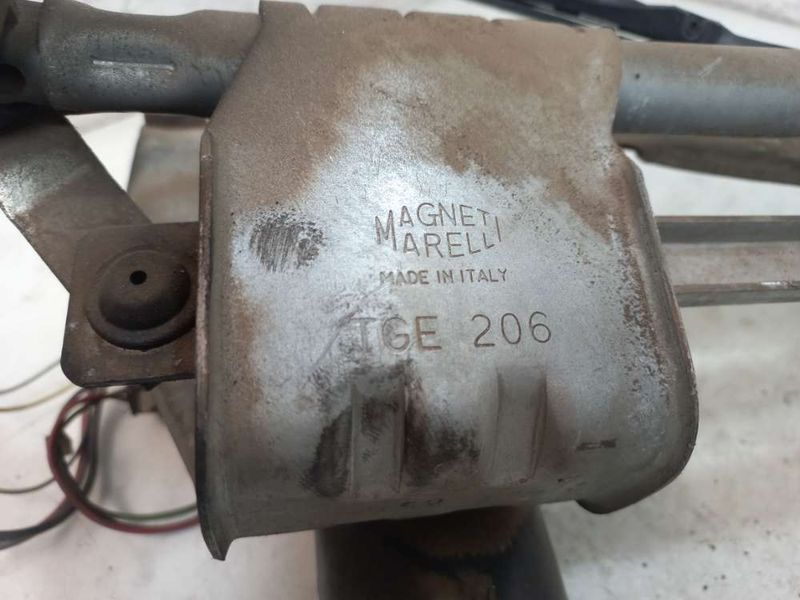 MAGNETI
MARELLI
MADE IN ITALY
TGE 206